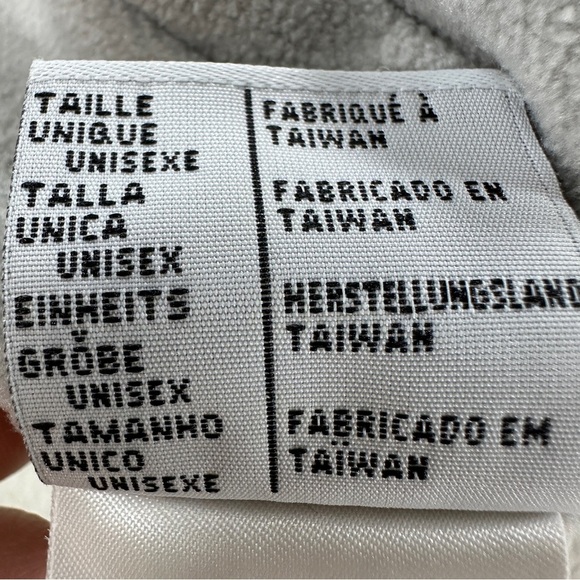 TAILLE
UNIQUE
UNISEXE
TALLA
UNICA
UNISEX
EINHEITS
GRÖBE
UNISEX
TAMANHO
UNICO
UNISEXE
FABRIQUÉ À
TAIWAN
FABRICADO EN
TAIWAN
HERSTELLUNGSLAND
TAIWAN
FABRICADO EM
TAIWAN